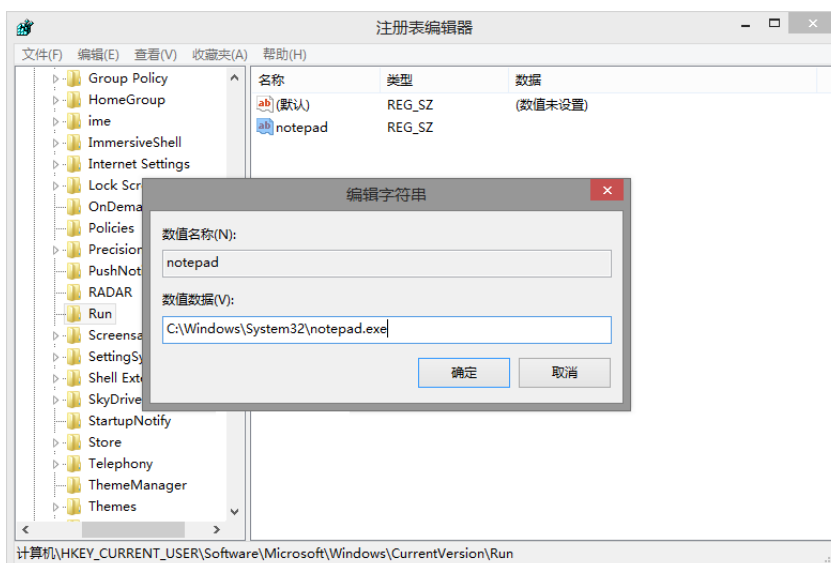 注册表编辑器
文件(F) 编辑(E) 查看(V) 收藏夹(A) 帮助(H)
Group Policy
HomeGroup
ime
ImmersiveShell
Internet Settings
Lock Scr
OnDema
Policies
Precision
PushNot
RADAR
Run
Screensa
SettingSy
Shell Exte
SkyDrive
StartupNotify
Store
Telephony
ThemeManager
Themes
名称 类型 数据
ab (默认) REG_SZ (数值未设置)
ab notepad REG_SZ
编辑字符串
数值名称(N):
notepad
数值数据(V):
C:\Windows\System32\notepad.exe
确定 取消
计算机\HKEY_CURRENT_USER\Software\Microsoft\Windows\CurrentVersion\Run